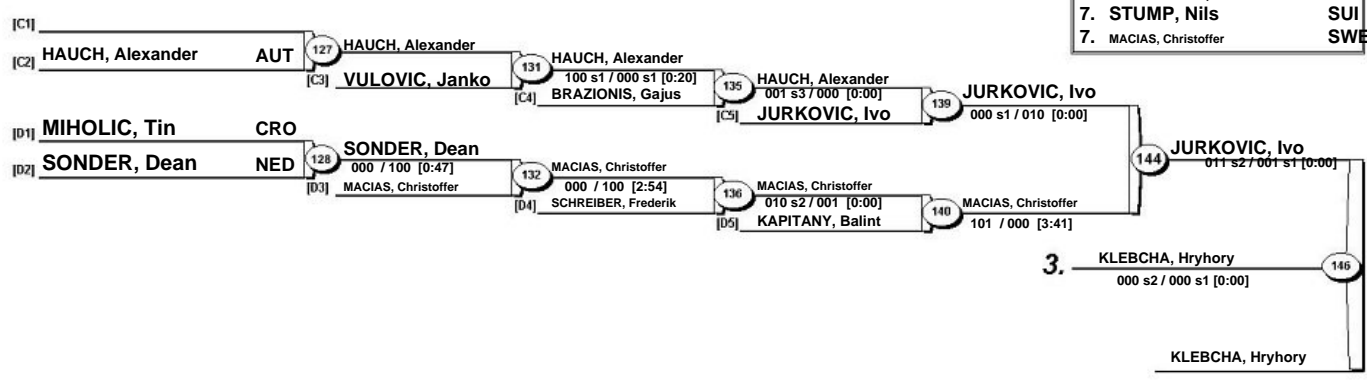 7. STUMP, Nils SUI
7. MACIAS, Christoffer SWE
[C1]
[C2] HAUCH, Alexander AUT
127
HAUCH, Alexander
[C3] VULOVIC, Janko
131
HAUCH, Alexander
100 s1 / 000 s1 [0:20]
[C4] BRAZIONIS, Gajus
135
HAUCH, Alexander
001 s3 / 000 [0:00]
[C5] JURKOVIC, Ivo
139
JURKOVIC, Ivo
000 s1 / 010 [0:00]
[D1] MIHOLIC, Tin CRO
[D2] SONDER, Dean NED
128
SONDER, Dean
000 / 100 [0:47]
[D3] MACIAS, Christoffer
132
MACIAS, Christoffer
000 / 100 [2:54]
[D4] SCHREIBER, Frederik
136
MACIAS, Christoffer
010 s2 / 001 [0:00]
[D5] KAPITANY, Balint
140
MACIAS, Christoffer
101 / 000 [3:41]
144
JURKOVIC, Ivo
011 s2 / 001 s1 [0:00]
3. KLEBCHA, Hryhory
000 s2 / 000 s1 [0:00]
146
KLEBCHA, Hryhory